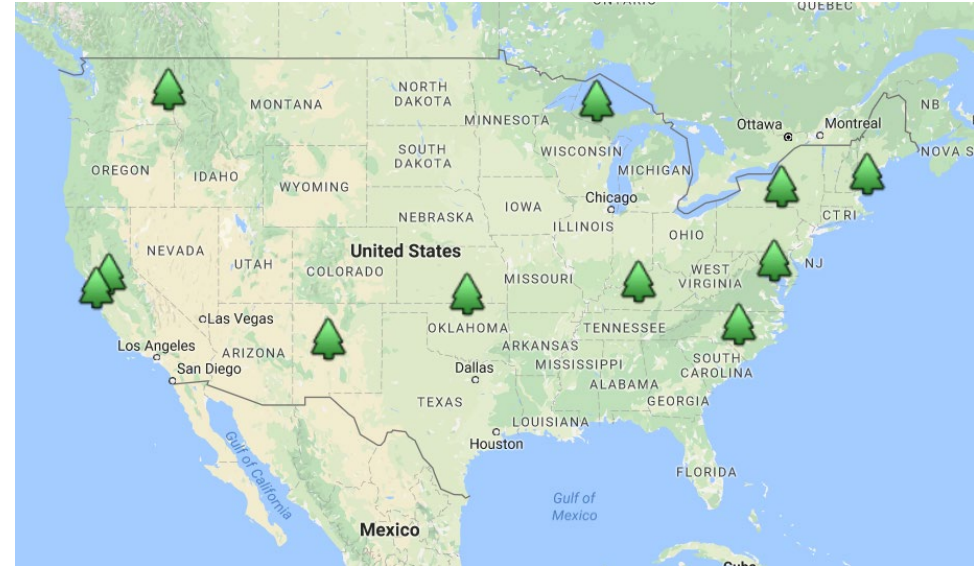 ONTARIO
QUEBEC
NORTH
DAKOTA
MONTANA
MINNESOTA
NB
Ottawa
Montreal
SOUTH
DAKOTA
WISCONSIN
MICHIGAN
NOVA S
OREGON
IDAHO
WYOMING
Chicago
IOWA
NEBRASKA
CT
RI
ILLINOIS
OHIO
NEVADA
United States
UTAH
COLORADO
MISSOURI
WEST
VIRGINIA
NJ
Las Vegas
OKLAHOMA
TENNESSEE
Los Angeles
ARIZONA
ARKANSAS
SOUTH
CAROLINA
San Diego
Dallas
MISSISSIPPI
ALABAMA
GEORGIA
TEXAS
LOUISIANA
Houston
Gulf of
California
FLORIDA
Gulf of
Mexico
Mexico
Cuba